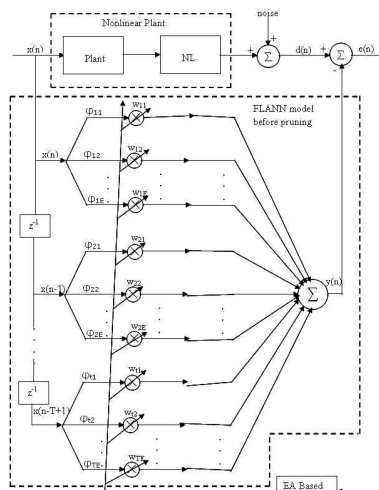 Nonlinear Plant
noise
x(n)
Plant
NL
+
+
Σ
d(n)
+
Σ
e(n)
-
FLANN model
before pruning
φ11
w11
x(n)
φ12
w12
φ1E
w1E
z-1
φ21
w21
x(n-1)
φ22
w22
φ2E
w2E
Σ
y(n)
z-1
φt1
wt1
x(n-T+1)
φt2
wt2
φTE
wTE
EA Based